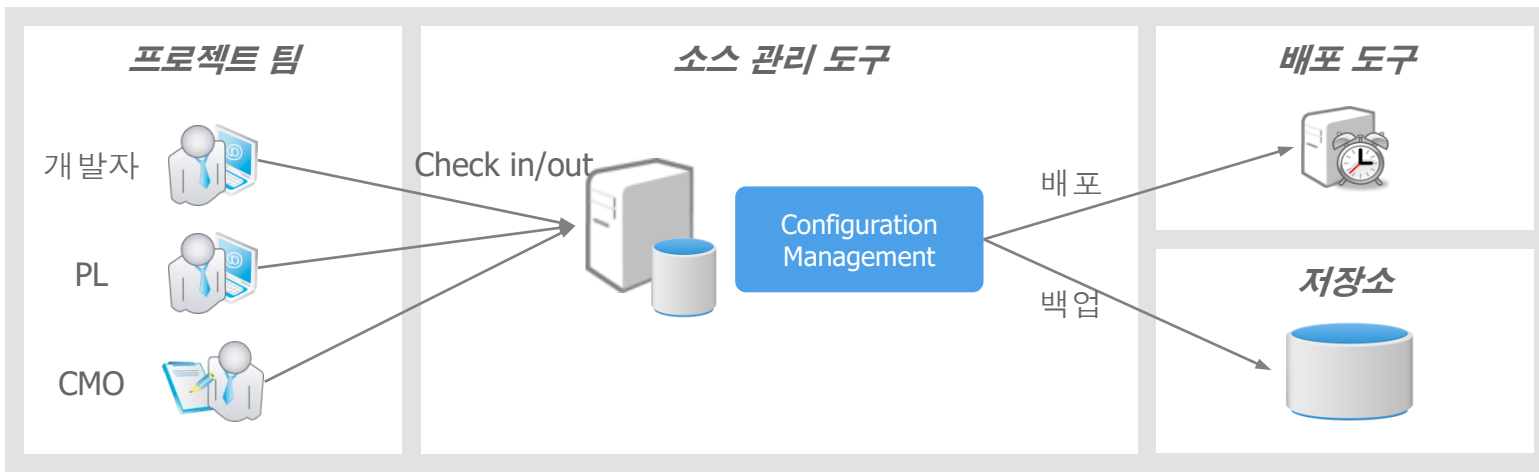 프로젝트 팀
소스 관리 도구
배포 도구
개발자
PL
CMO
Check in/out
Configuration
Management
배포
백업
저장소